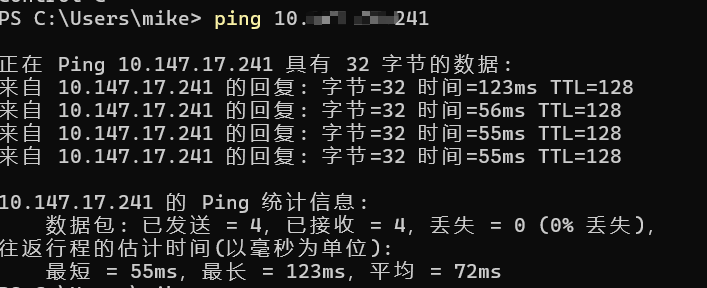 PS C:\Users\mike> ping 10. 241
正在 Ping 10.147.17.241 具有 32 字节的数据:
来自 10.147.17.241 的回复: 字节=32 时间=123ms TTL=128
来自 10.147.17.241 的回复: 字节=32 时间=56ms TTL=128
来自 10.147.17.241 的回复: 字节=32 时间=55ms TTL=128
来自 10.147.17.241 的回复: 字节=32 时间=55ms TTL=128
10.147.17.241 的 Ping 统计信息:
数据包: 已发送 = 4, 已接收 = 4, 丢失 = 0 (0% 丢失),
往返行程的估计时间(以毫秒为单位):
最短 = 55ms, 最长 = 123ms, 平均 = 72ms